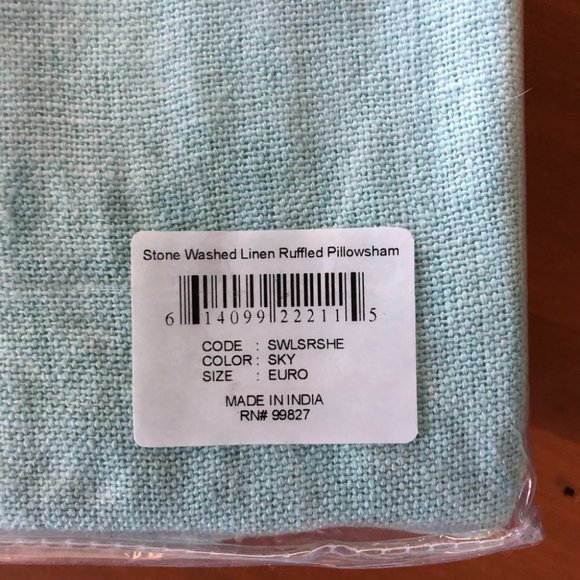 Stone Washed Linen Ruffled Pillowsham
6 14099 22211 5
CODE : SWLSRSHE
COLOR : SKY
SIZE : EURO
MADE IN INDIA
RN# 99827